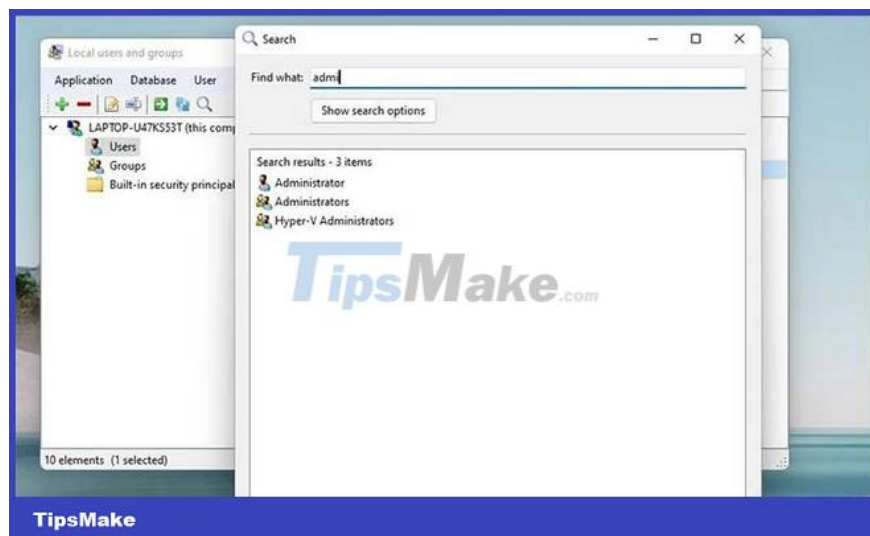 Local users and groups
Application Database User
LAPTOP-U47KS53T (this comp
Users
Groups
Built-in security principal
10 elements (1 selected)
Search
Find what: admi
Show search options
Search results - 3 items
Administrator
Administrators
Hyper-V Administrators
TipsMake.com
TipsMake